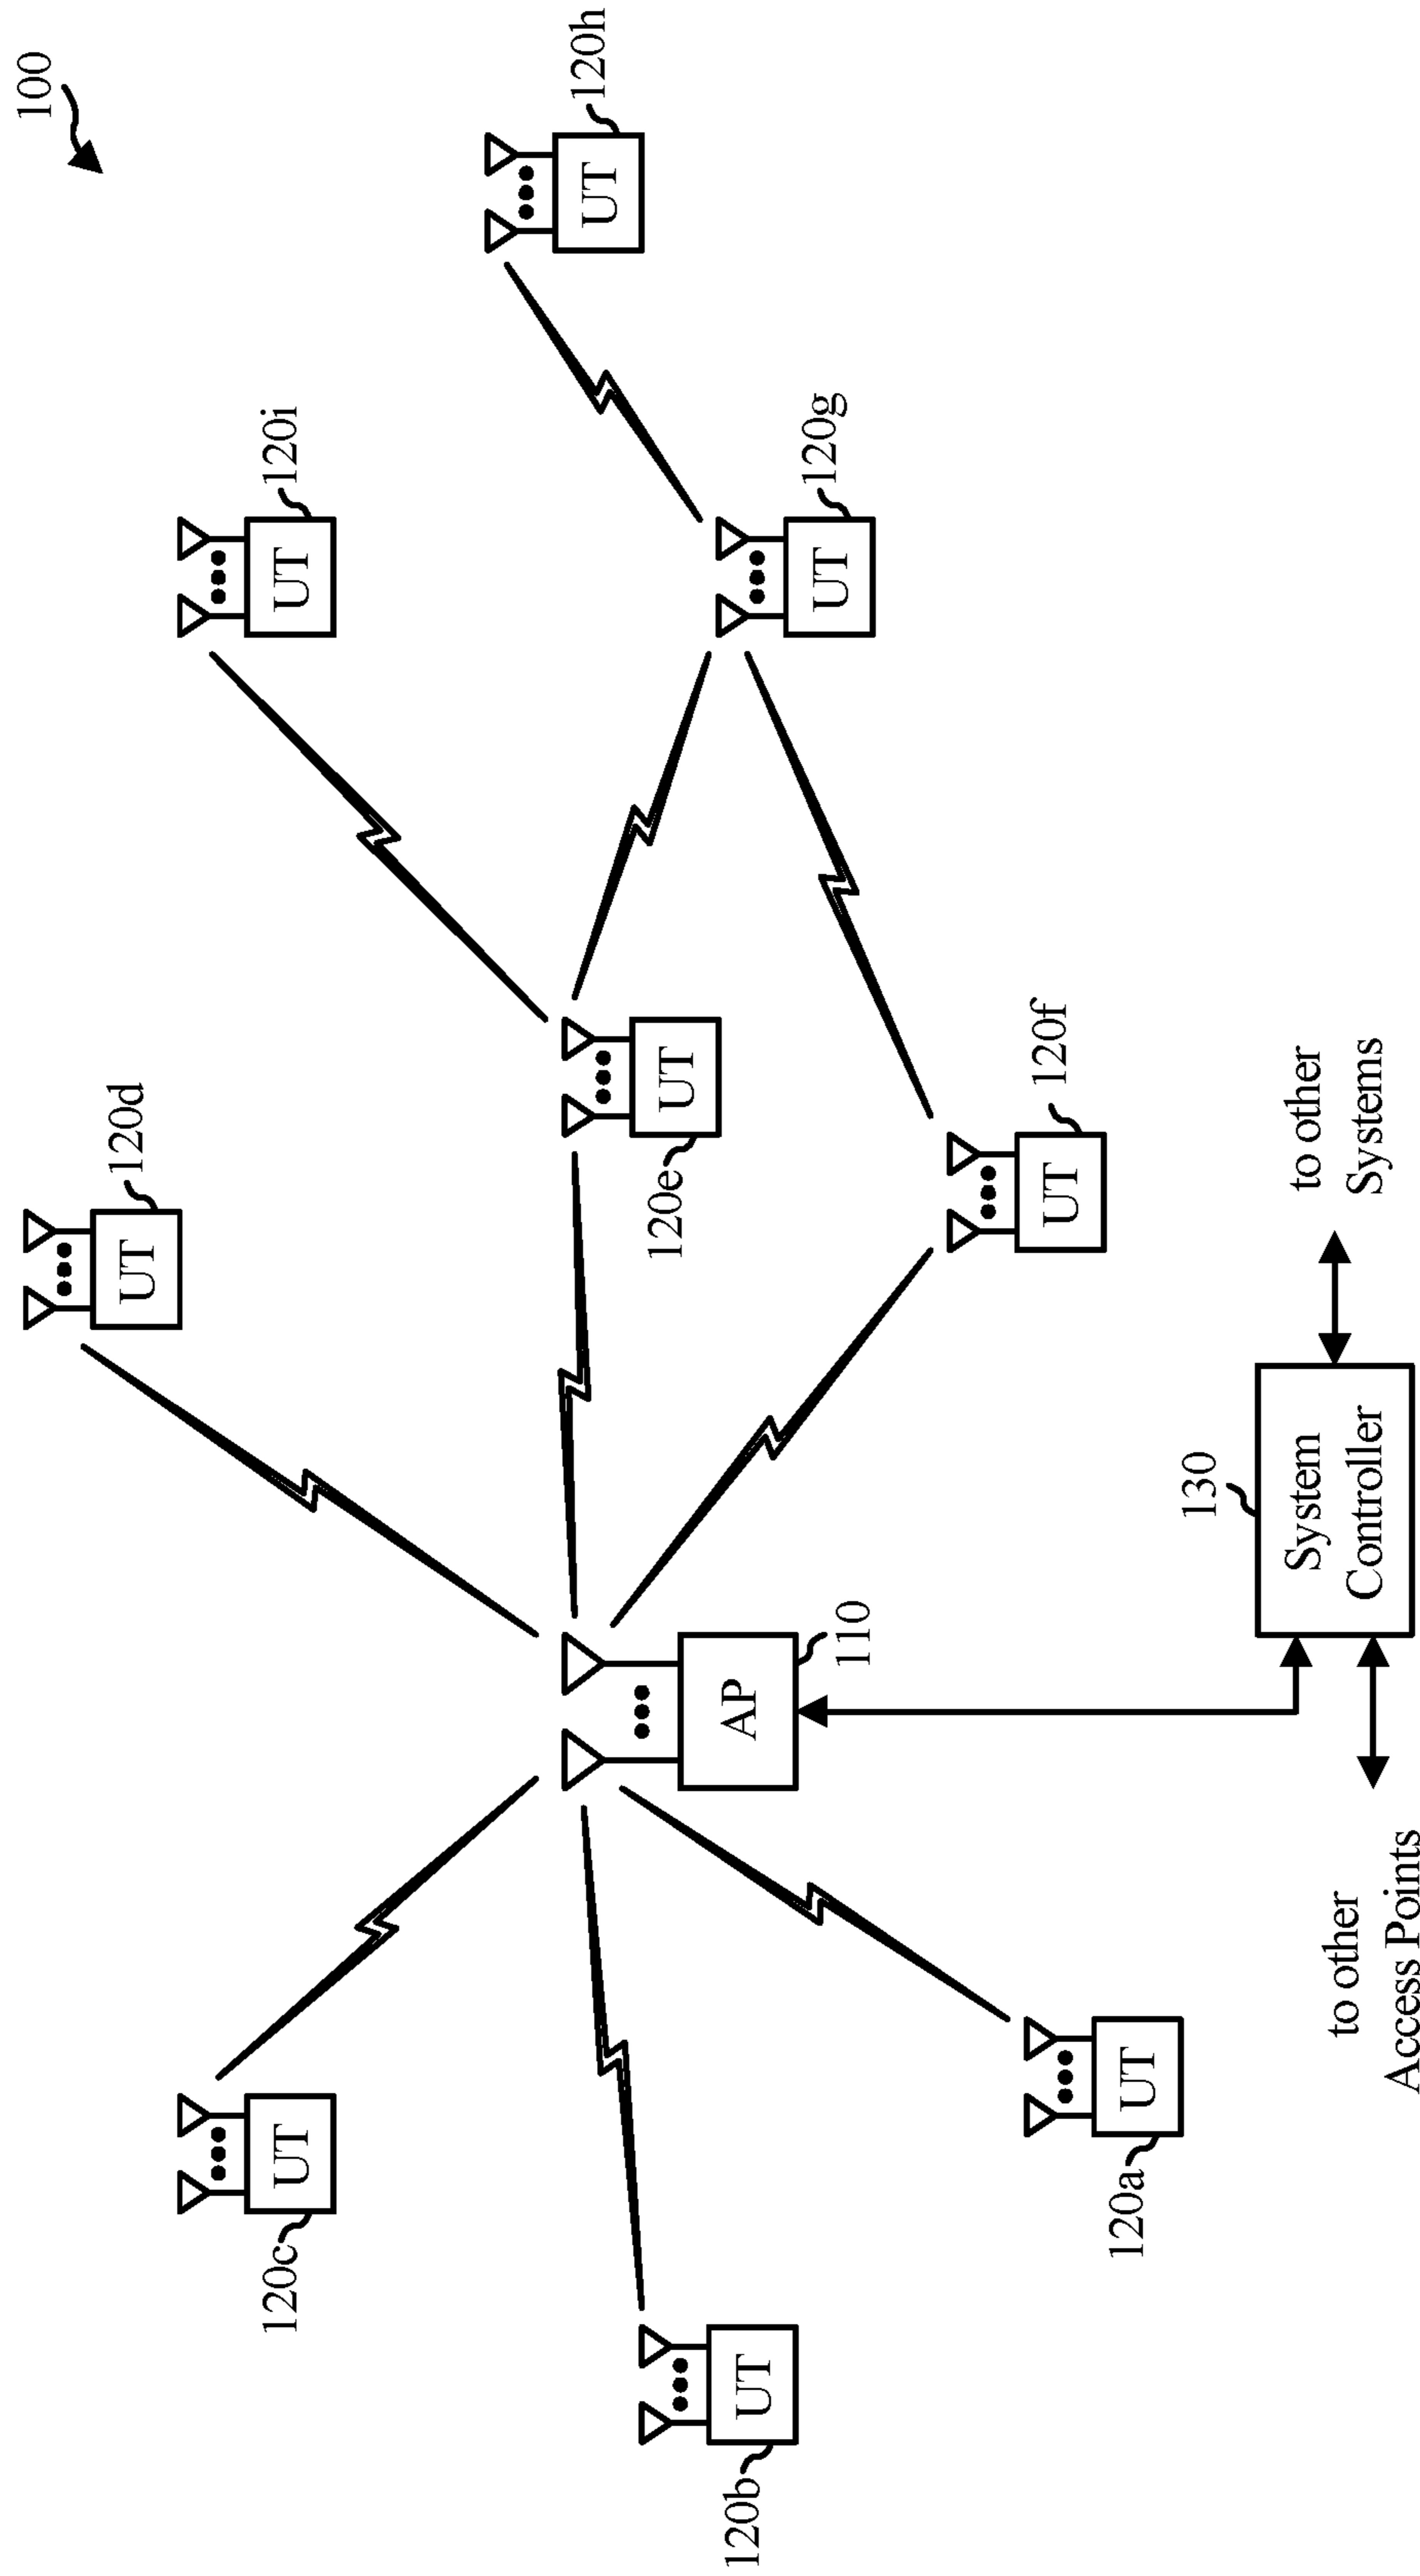 100
120d
UT
120i
UT
120c
UT
UT
120h
120e
UT
AP
110
UT
120g
120b
UT
UT
120f
120a
UT
130
System
Controller
to other
Systems
to other
Access Points